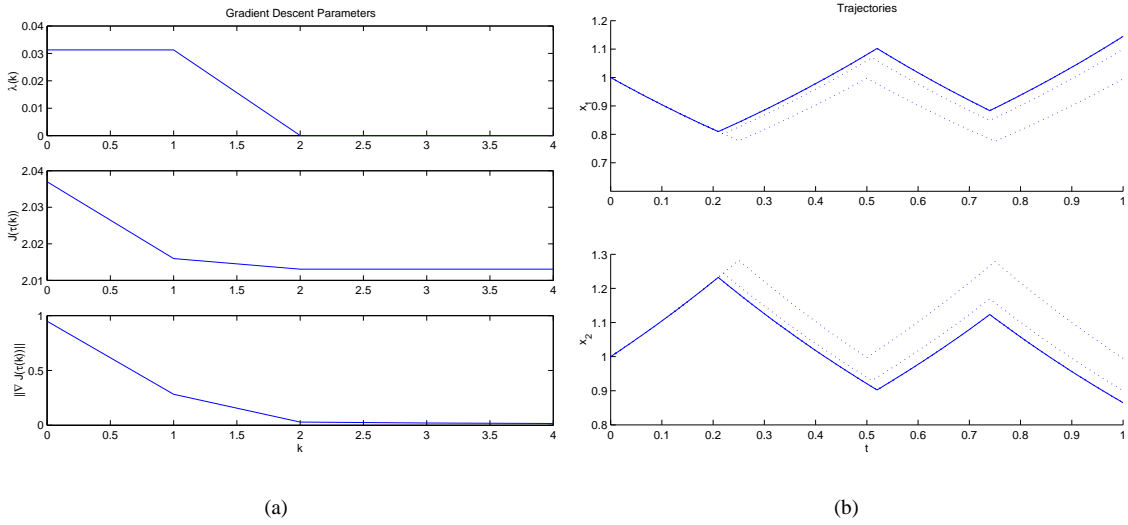 Gradient Descent Parameters
0.04
0.03
0.02
0.01
0
λ(k)
0 0.5 1 1.5 2 2.5 3 3.5 4
2.04
2.03
2.02
2.01
J(τ(k))
0 0.5 1 1.5 2 2.5 3 3.5 4
1
0.5
0
||∇ J(τ(k))||
0 0.5 1 1.5 2 2.5 3 3.5 4
k
(a)
Trajectories
1.2
1.1
1
0.9
0.8
0.7
x1
0 0.1 0.2 0.3 0.4 0.5 0.6 0.7 0.8 0.9 1
1.3
1.2
1.1
1
0.9
0.8
x2
0 0.1 0.2 0.3 0.4 0.5 0.6 0.7 0.8 0.9 1
t
(b)